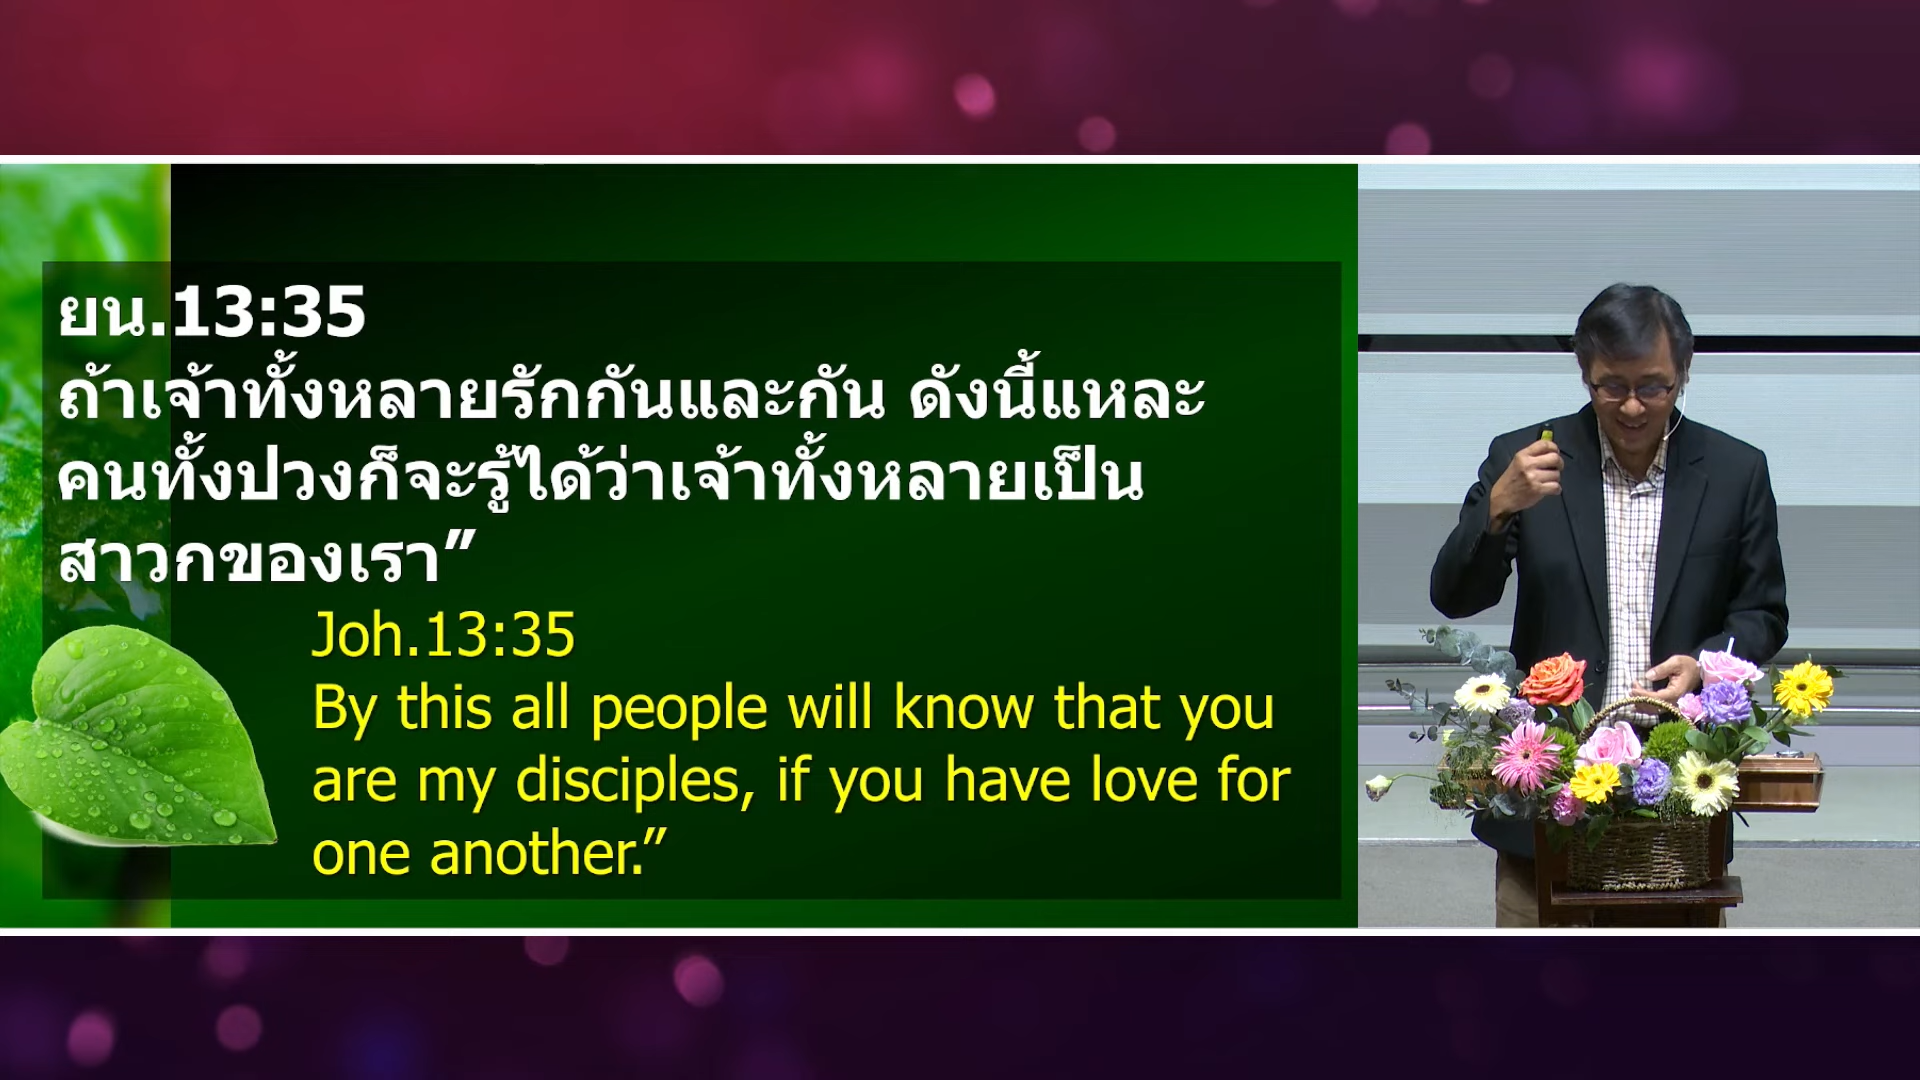 ยน.13:35
ถ้าเจ้าทั้งหลายรักกันและกัน ดังนี้แหละ
คนทั้งปวงก็จะรู้ได้ว่าเจ้าทั้งหลายเป็น
สาวกของเรา”
Joh.13:35
By this all people will know that you
are my disciples, if you have love for
one another.”